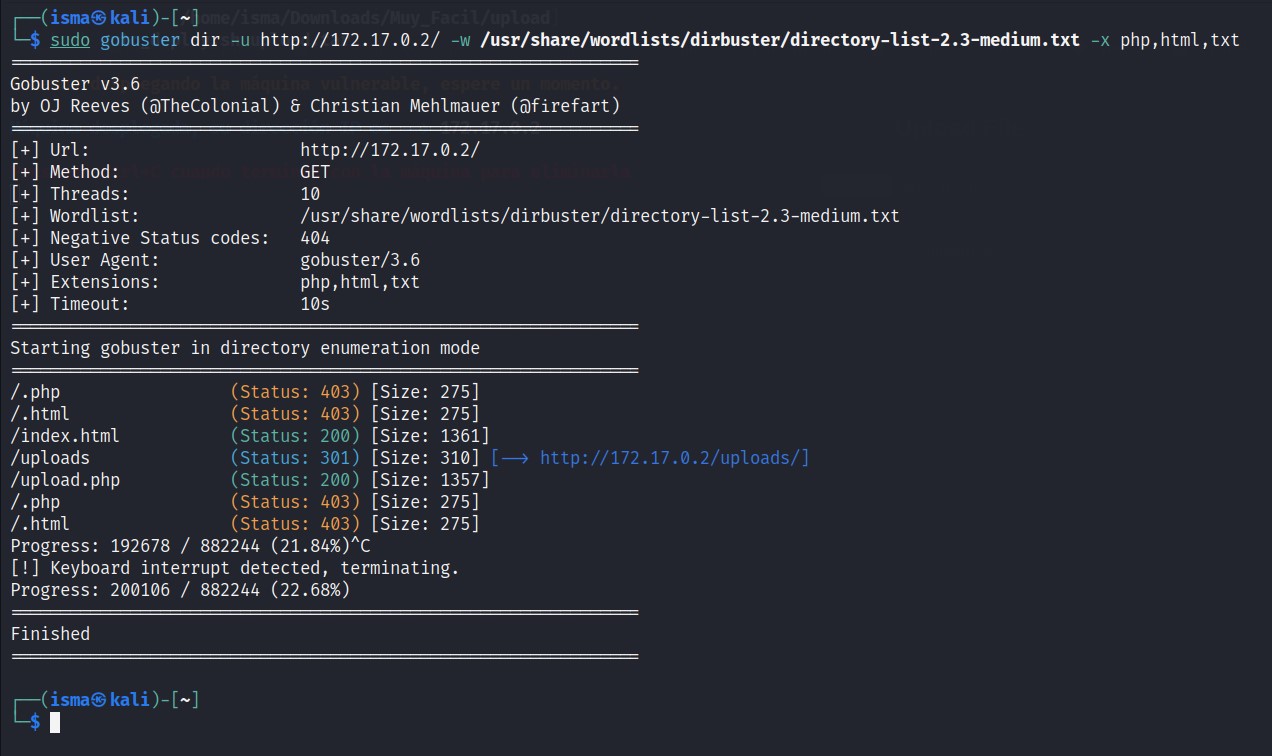 ┌──(isma㉿kali)-[~]
└─$ sudo gobuster dir -u http://172.17.0.2/ -w /usr/share/wordlists/dirbuster/directory-list-2.3-medium.txt -x php,html,txt
===============================================================
Gobuster v3.6
by OJ Reeves (@TheColonial) & Christian Mehlmauer (@firefart)
===============================================================
[+] Url:                     http://172.17.0.2/
[+] Method:                  GET
[+] Threads:                 10
[+] Wordlist:                /usr/share/wordlists/dirbuster/directory-list-2.3-medium.txt
[+] Negative Status codes:   404
[+] User Agent:              gobuster/3.6
[+] Extensions:              php,html,txt
[+] Timeout:                 10s
===============================================================
Starting gobuster in directory enumeration mode
===============================================================
/.php                 (Status: 403) [Size: 275]
/.html                (Status: 403) [Size: 275]
/index.html           (Status: 200) [Size: 1361]
/uploads              (Status: 301) [Size: 310] [--> http://172.17.0.2/uploads/]
/upload.php           (Status: 200) [Size: 1357]
/.php                 (Status: 403) [Size: 275]
/.html                (Status: 403) [Size: 275]
Progress: 192678 / 882244 (21.84%)^C
[!] Keyboard interrupt detected, terminating.
Progress: 200106 / 882244 (22.68%)
===============================================================
Finished
===============================================================
┌──(isma㉿kali)-[~]
└─$